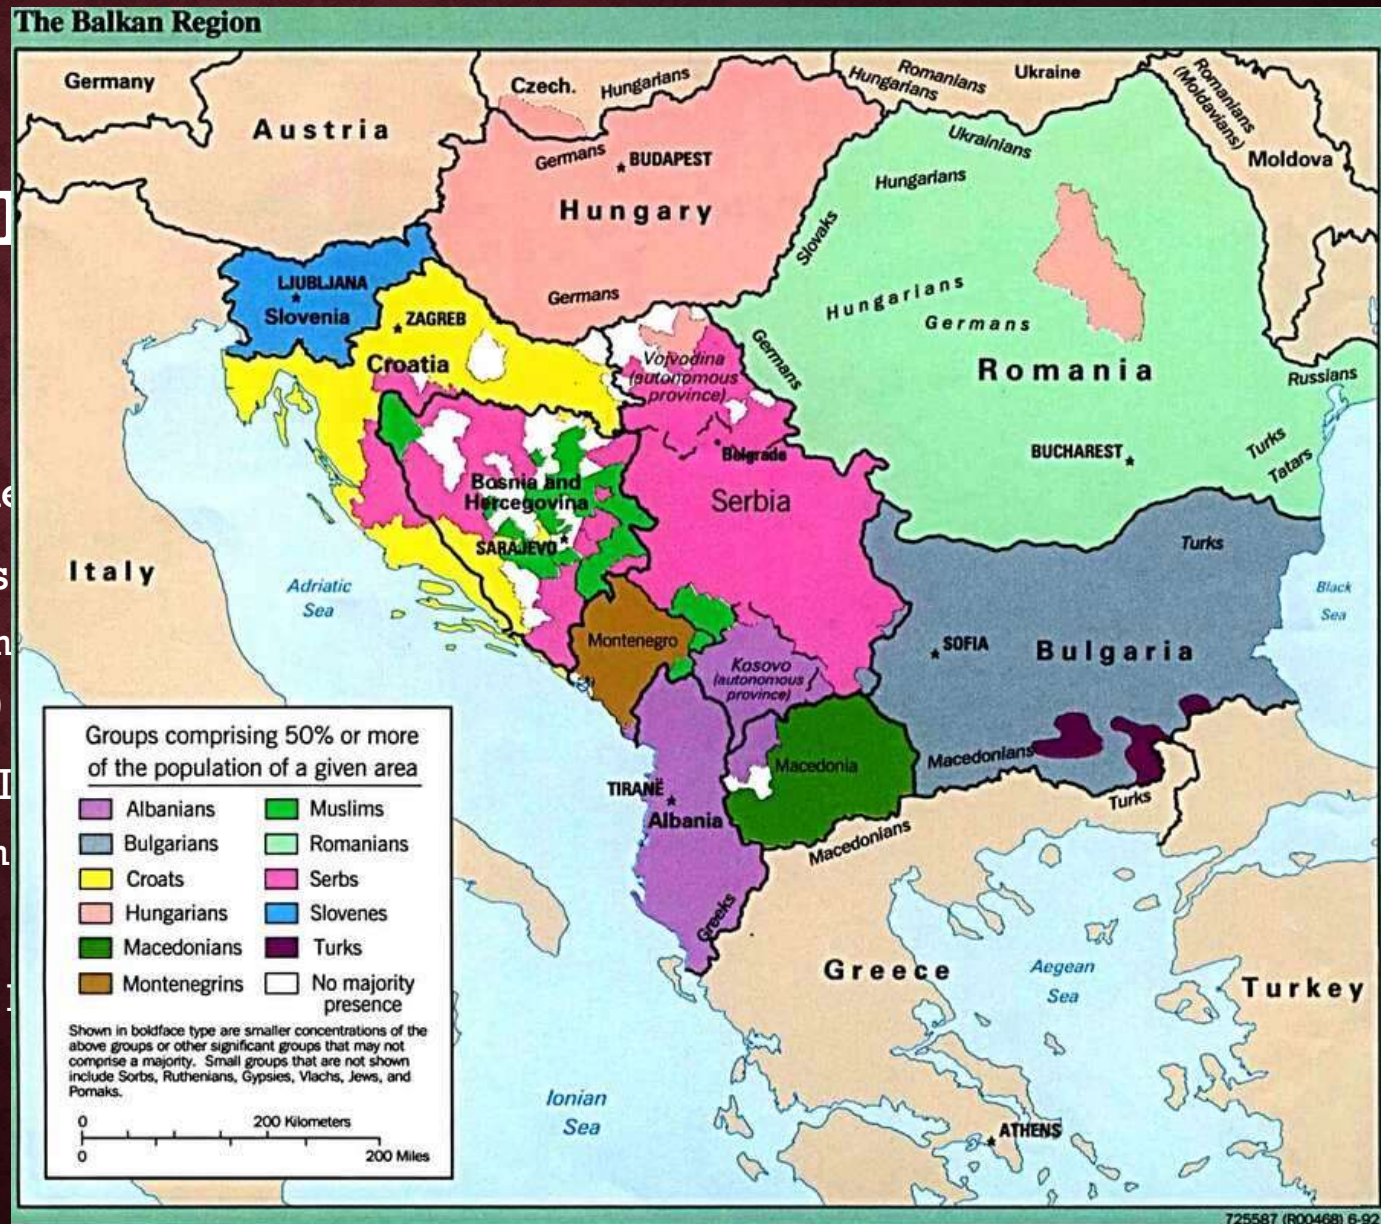 The Balkan Region
Germany
Austria
Czech.
Hungarians
Hungarians
Romanians
Ukraine
Romanians
(Moldavians)
Moldova
Germans
BUDAPEST
Hungary
Ukrainians
Hungarians
Slovaks
LJUBLJANA
Slovenia
ZAGREB
Croatia
Germans
Hungarians
Germans
Germans
Romania
Vojvodina
(autonomous
province)
Russians
Belgrade
BUCHAREST
Turks
Tatars
Bosnia and
Hercegovina
Serbia
SARAJEVO
Italy
Adriatic
Sea
Turks
Black
Sea
Montenegro
SOFIA
Bulgaria
Kosovo
(autonomous
province)
Macedonians
Macedonia
TIRANË
Albania
Turks
Macedonians
Greeks
Greece
Aegean
Sea
Turkey
Ionian
Sea
ATHENS
Groups comprising 50% or more
of the population of a given area
Albanians
Muslims
Bulgarians
Romanians
Croats
Serbs
Hungarians
Slovenes
Macedonians
Turks
Montenegrins
No majority
presence
Shown in boldface type are smaller concentrations of the
above groups or other significant groups that may not
comprise a majority. Small groups that are not shown
include Sorbs, Ruthenians, Gypsies, Vlachs, Jews, and
Pomaks.
0 200 Kilometers
0 200 Miles
725587 (R00468) 6-92